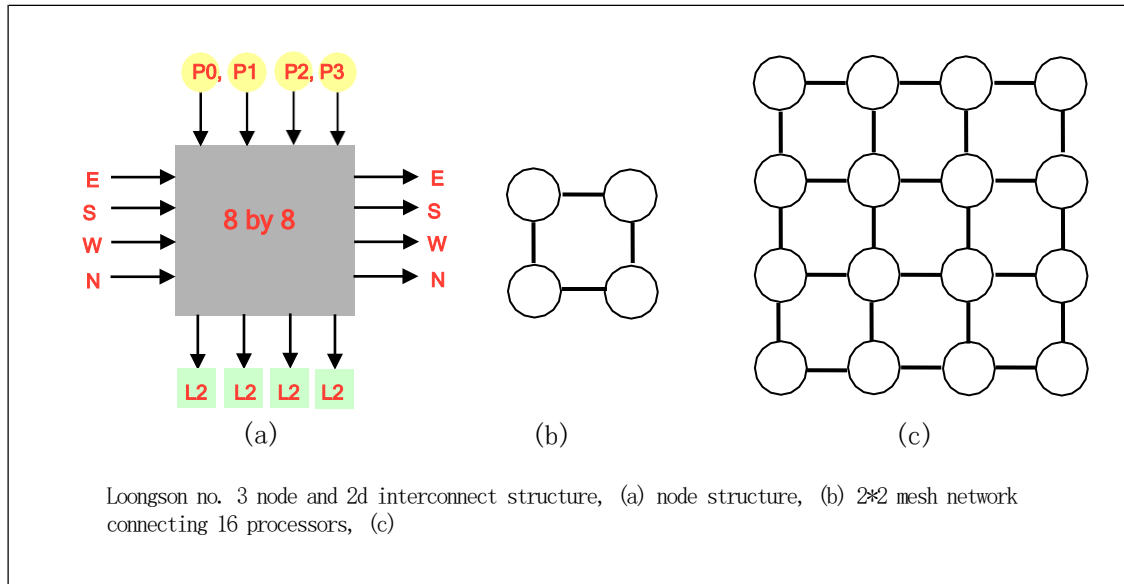 P0, P1 P2, P3
E E
S 8 by 8 S
W W
N N
L2 L2 L2 L2
(a) (b) (c)
Loongson no. 3 node and 2d interconnect structure, (a) node structure, (b) 2*2 mesh network
connecting 16 processors, (c)